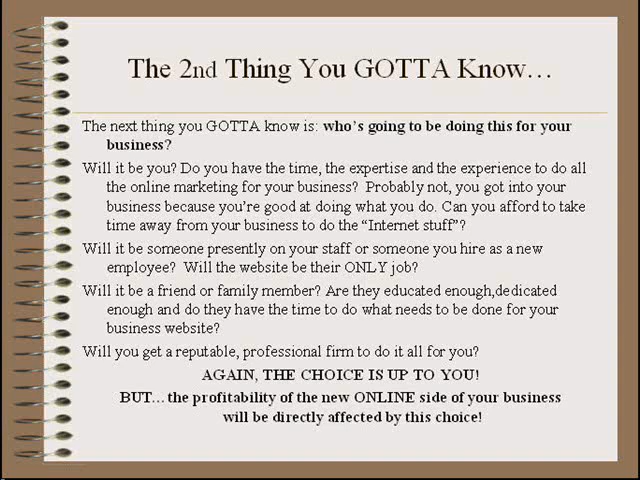 The 2nd Thing You GOTTA Know…
The next thing you GOTTA know is: who's going to be doing this for your
business?
Will it be you? Do you have the time, the expertise and the experience to do all
the online marketing for your business?  Probably not, you got into your
business because you're good at doing what you do. Can you afford to take
time away from your business to do the “Internet stuff”?
Will it be someone presently on your staff or someone you hire as a new
employee?  Will the website be their ONLY job?
Will it be a friend or family member? Are they educated enough,dedicated
enough and do they have the time to do what needs to be done for your
business website?
Will you get a reputable, professional firm to do it all for you?
AGAIN, THE CHOICE IS UP TO YOU!
BUT… the profitability of the new ONLINE side of your business
will be directly affected by this choice!